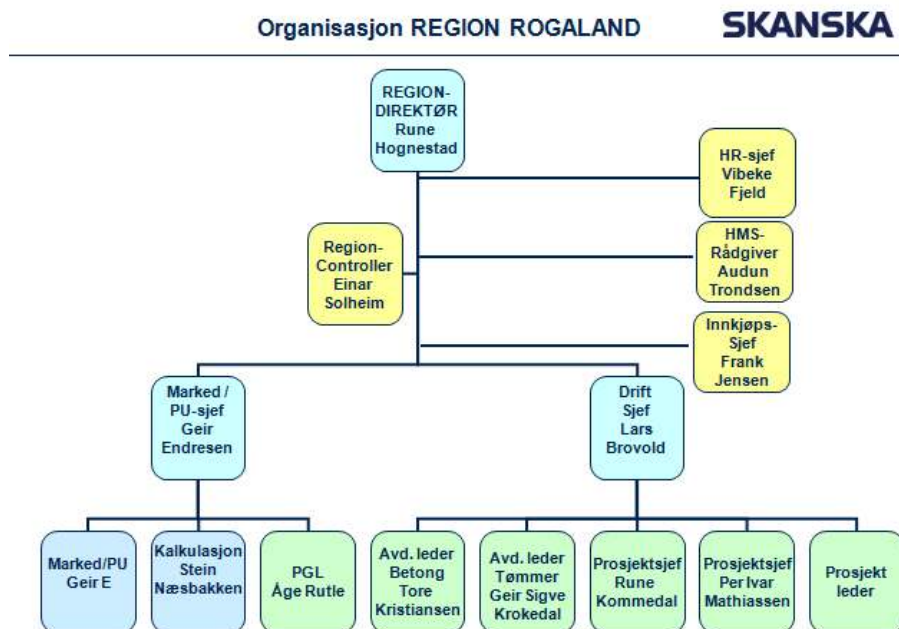 Organisasjon REGION ROGALAND
SKANSKA
REGION-
DIREKTØR
Rune
Hognestad
HR-sjef
Vibeke
Fjeld
Region-
Controller
Einar
Solheim
HMS-
Rådgiver
Audun
Trondsen
Innkjøps-
Sjef
Frank
Jensen
Marked /
PU-sjef
Geir
Endresen
Drift
Sjef
Lars
Brovold
Marked/PU
Geir E
Kalkulasjon
Stein
Næsbakken
PGL
Åge Rutle
Avd. leder
Betong
Tore
Kristiansen
Avd. leder
Tømmer
Geir Sigve
Krokedal
Prosjektsjef
Rune
Kommedal
Prosjektsjef
Per Ivar
Mathiassen
Prosjekt
leder